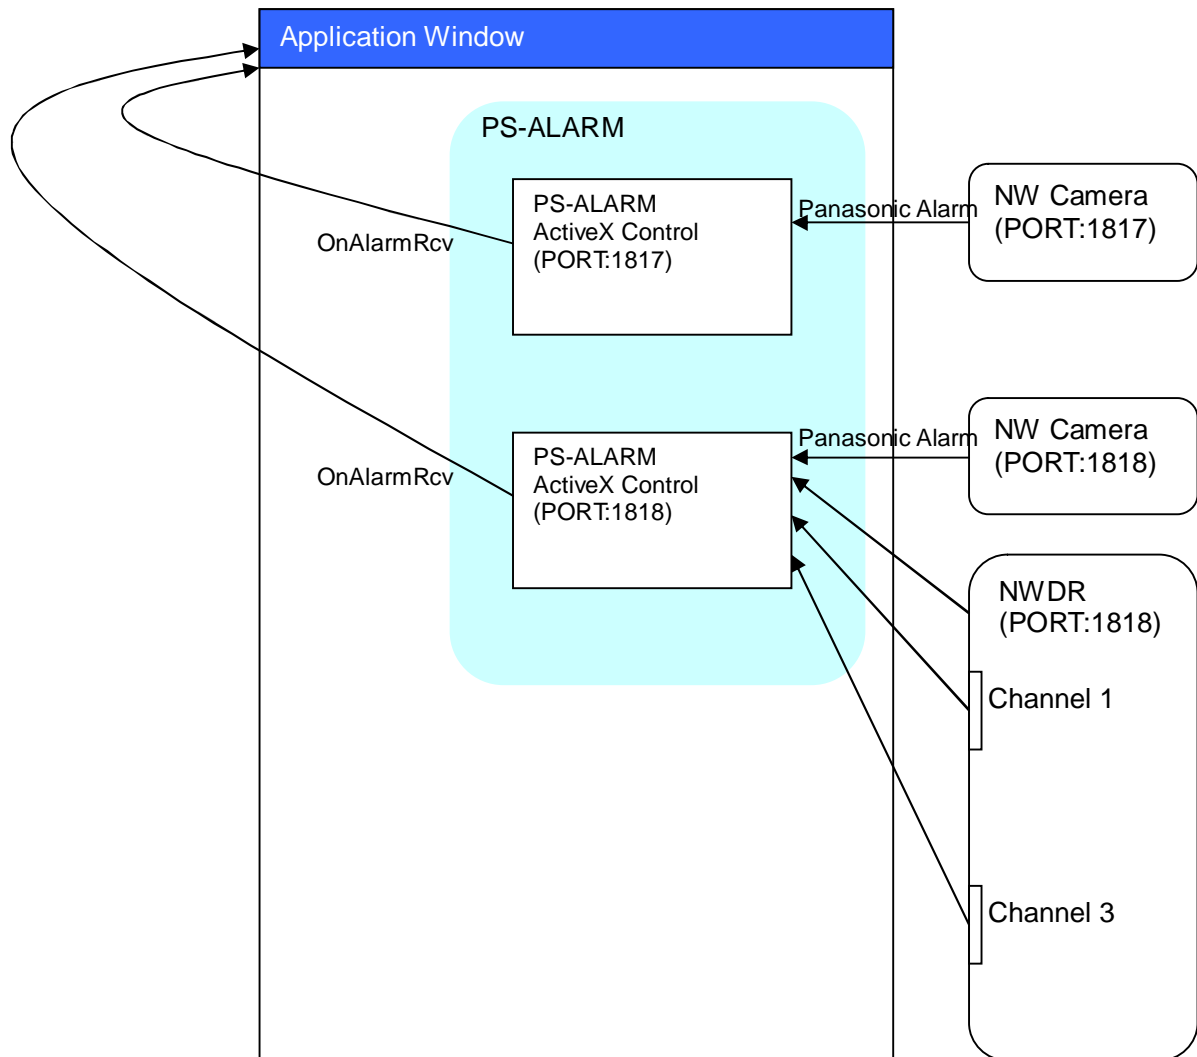 Application Window
PS-ALARM
PS-ALARM
ActiveX Control
(PORT:1817)
OnAlarmRcv
Panasonic Alarm
NW Camera
(PORT:1817)
PS-ALARM
ActiveX Control
(PORT:1818)
OnAlarmRcv
Panasonic Alarm
NW Camera
(PORT:1818)
NWDR
(PORT:1818)
Channel 1
Channel 3